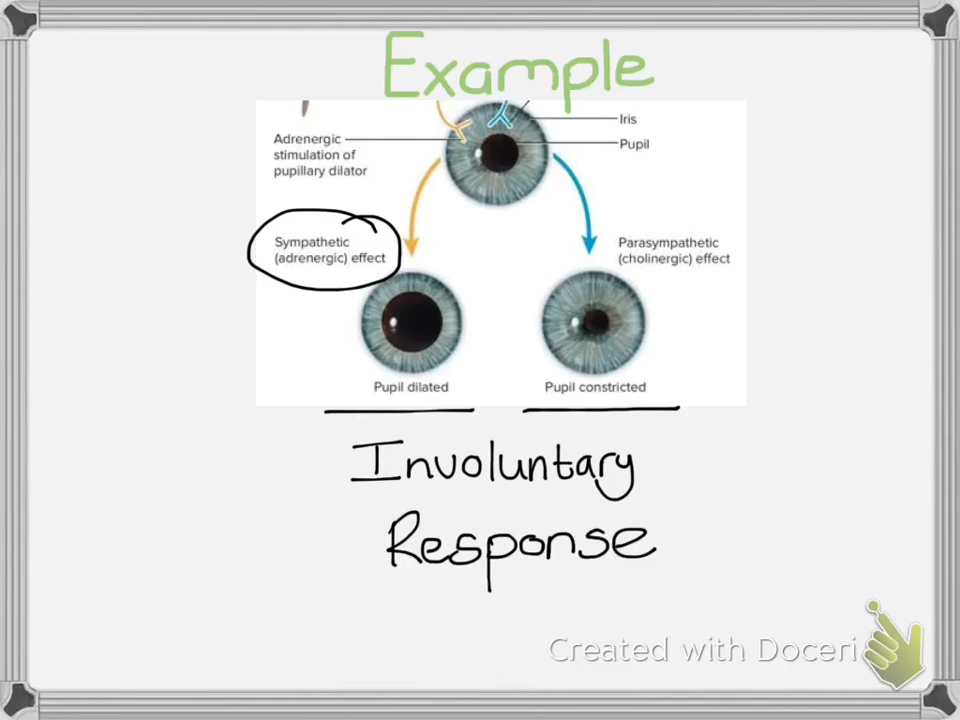 Example
Iris
Pupil
Adrenergic
stimulation of
pupillary dilator
Sympathetic
(adrenergic) effect
Parasympathetic
(cholinergic) effect
Pupil dilated
Pupil constricted
Involuntary
Response
Created with Doceri